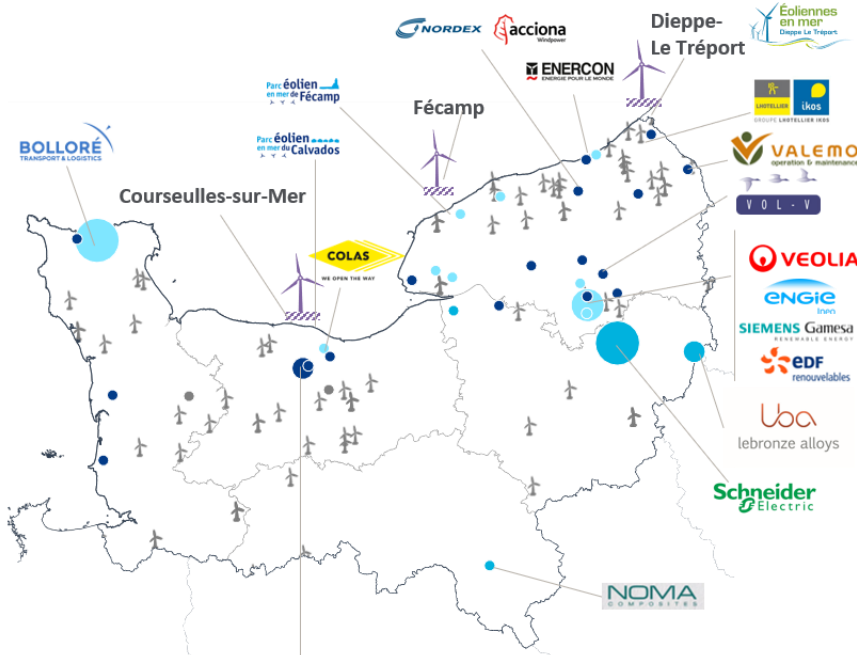 NORDEX
acciona
Windpower
Dieppe-
Le Tréport
Éoliennes
en mer
Dieppe Le Tréport
ENERCON
ENERGIE POUR LE MONDE
Parc éolien
en mer de
Fécamp
Fécamp
LHOTELLIER
ikos
GROUPE LHOTELLIER IKOS
BOLLORÉ
TRANSPORT & LOGISTICS
Parc éolien
en mer du
Calvados
VALEMO
operation & maintenance
Courseulles-sur-Mer
VOL-V
COLAS
WE OPEN THE WAY
VEOLIA
ENGIE
Ineo
SIEMENS Gamesa
RENEWABLE ENERGY
EDF
renouvelables
lba
lebronze alloys
Schneider
Electric
NOMA
COMPOSITES